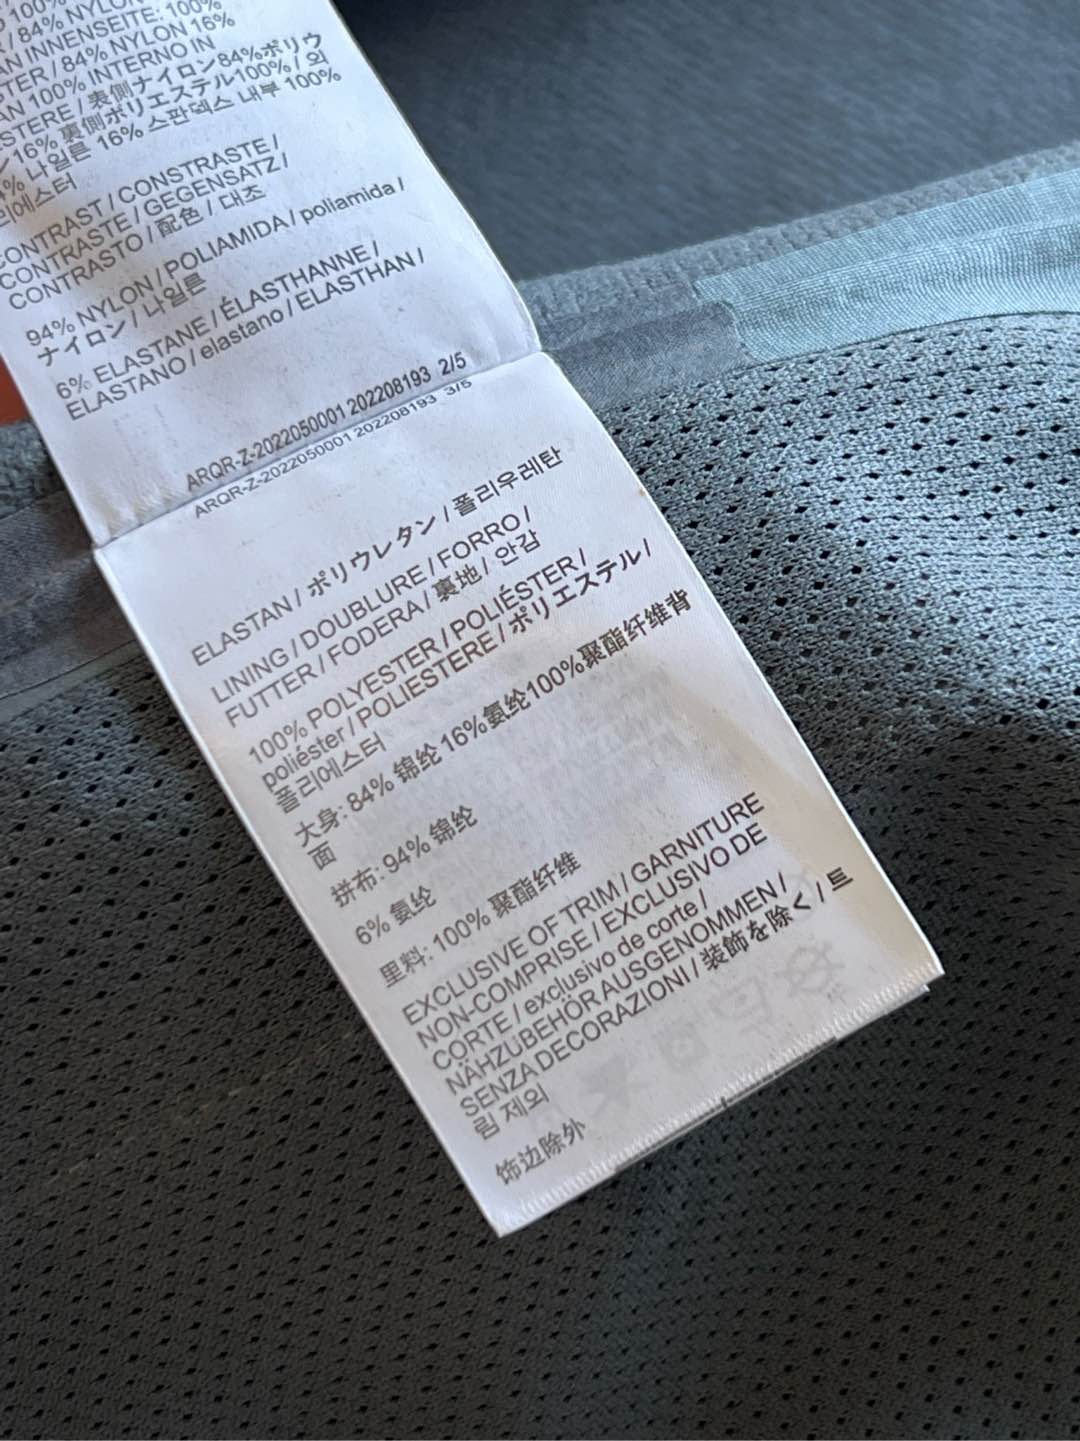 100%
/ 84% NYLON
AN INNENSEITE: 100%
STER / 84% NYLON 16%
AN 100% INTERNO IN
STERE / 表側ナイロン84%ポリウ
16% 裏側ポリエステル100% / 외
4% 나일론 16% 스판덱스 내부 100%
리에스터
CONTRAST / CONSTRASTE /
CONTRASTE / GEGENSATZ /
CONTRASTO / 配色 / 대조
94% NYLON / POLIAMIDA / poliamida /
ナイロン / 나일론
6% ELASTANE / ÉLASTHANNE /
ELASTANO / elastano / ELASTHAN /
ARQR-Z-2022050001 202208193 2/5
ARQR-Z-2022050001 202208193 3/5
ELASTAN / ポリウレタン / 폴리우레탄
LINING / DOUBLURE / FORRO /
FUTTER / FODERA / 裏地 / 안감
100% POLYESTER / POLIÉSTER /
poliéster / POLIESTERE / ポリエステル /
폴리에스터
大身: 84% 锦纶 16%氨纶100%聚酯纤维背
面
拼布: 94% 锦纶
6% 氨纶
里料: 100% 聚酯纤维
EXCLUSIVE OF TRIM / GARNITURE
NON-COMPRISE / EXCLUSIVO DE
CORTE / exclusivo de corte /
NÄHZUBEHÖR AUSGENOMMEN /
SENZA DECORAZIONI / 装飾を除く / 트
림 제외
饰边除外